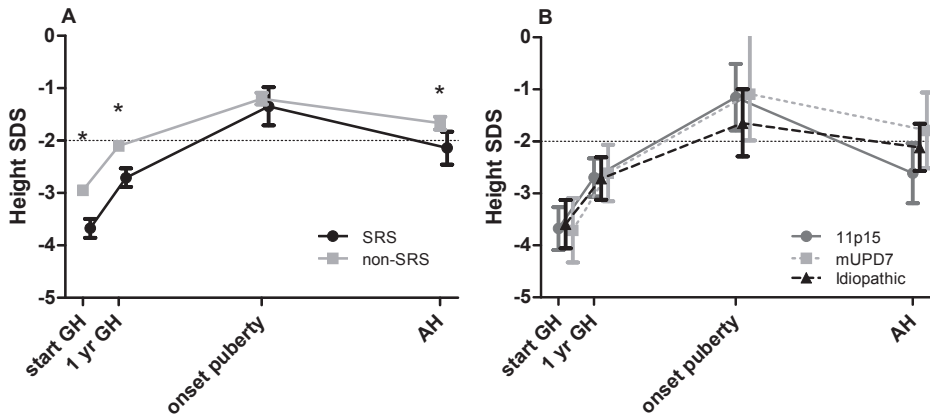 A
Height SDS
0
-1
-2
-3
-4
-5
*
*
*
SRS
non-SRS
start GH
1 yr GH
onset puberty
AH
B
Height SDS
0
-1
-2
-3
-4
-5
11p15
mUPD7
Idiopathic
start GH
1 yr GH
onset puberty
AH